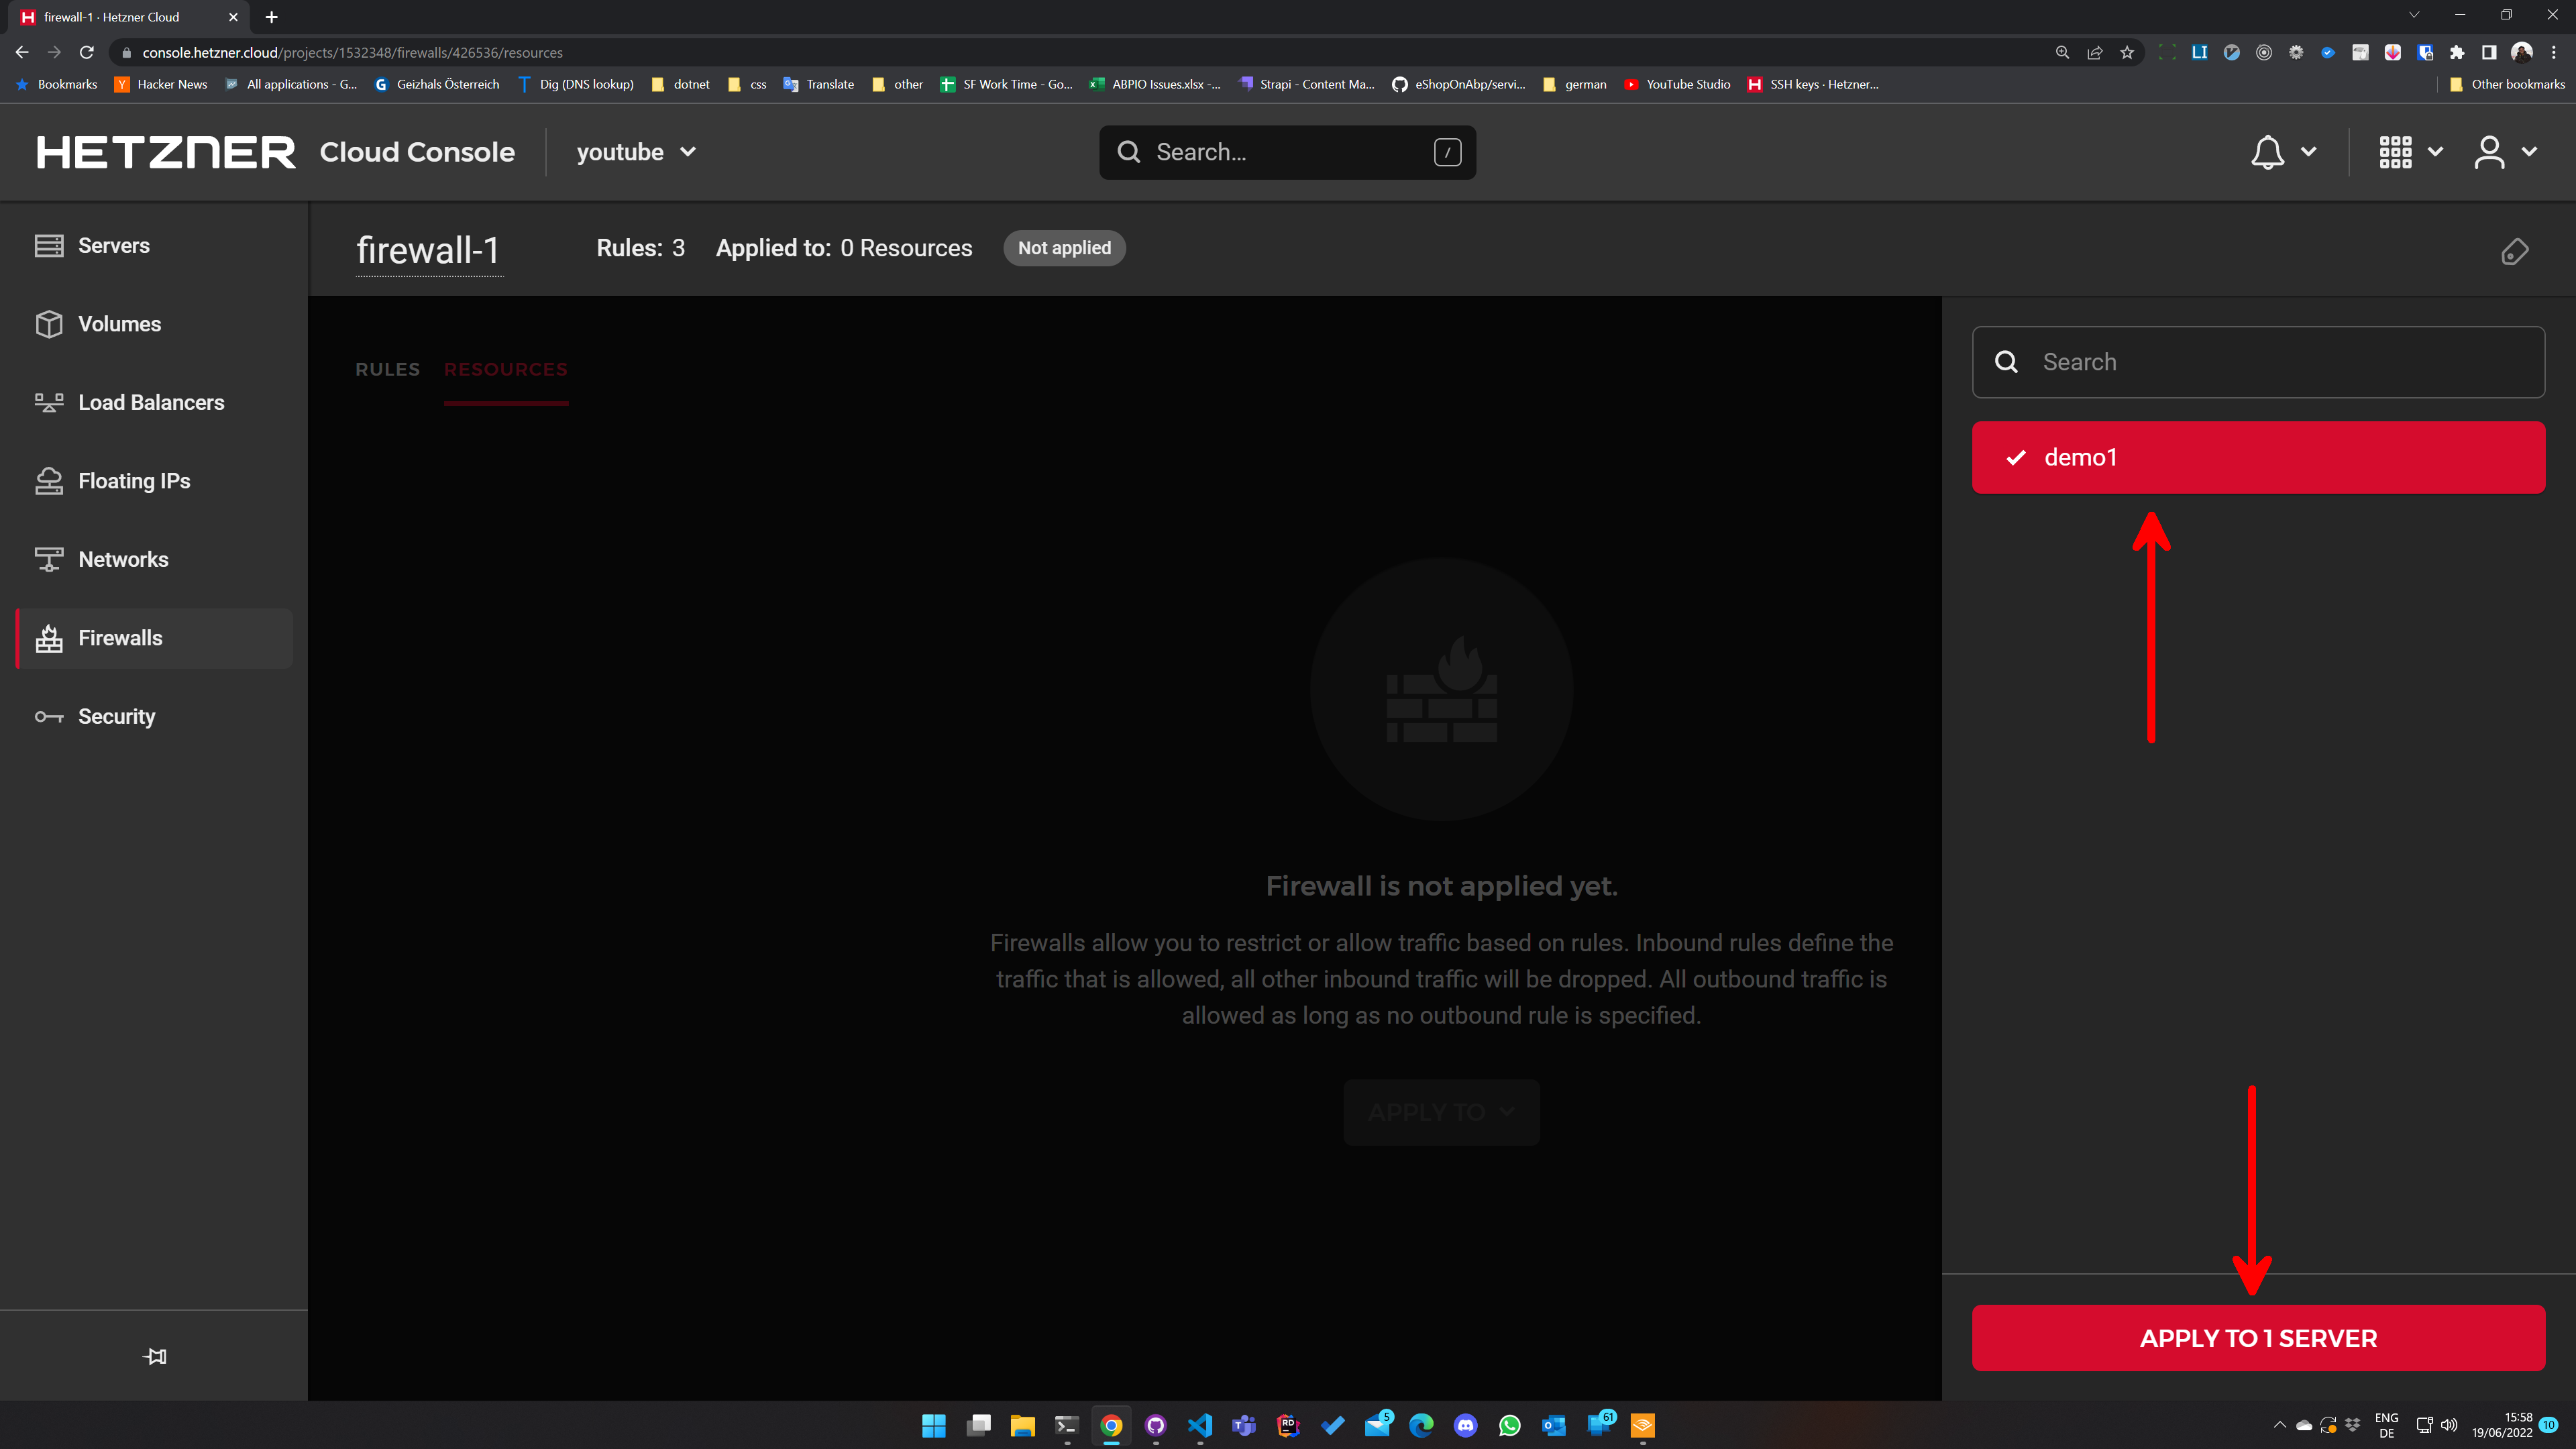 firewall-1 · Hetzner Cloud
console.hetzner.cloud/projects/1532348/firewalls/426536/resources
Bookmarks Hacker News All applications - G... Geizhals Österreich Dig (DNS lookup) dotnet css Translate other SF Work Time - Go... ABPIO Issues.xlsx -... Strapi - Content Ma... eShopOnAbp/servi... german YouTube Studio SSH keys · Hetzner... Other bookmarks
HETZNER Cloud Console youtube Search... /
Servers
Volumes
Load Balancers
Floating IPs
Networks
Firewalls
Security
firewall-1 Rules: 3 Applied to: 0 Resources Not applied
RULES RESOURCES
Firewall is not applied yet.
Firewalls allow you to restrict or allow traffic based on rules. Inbound rules define the
traffic that is allowed, all other inbound traffic will be dropped. All outbound traffic is
allowed as long as no outbound rule is specified.
APPLY TO
Search
demo1
APPLY TO 1 SERVER
5
61
ENG
DE
15:58
19/06/2022
10